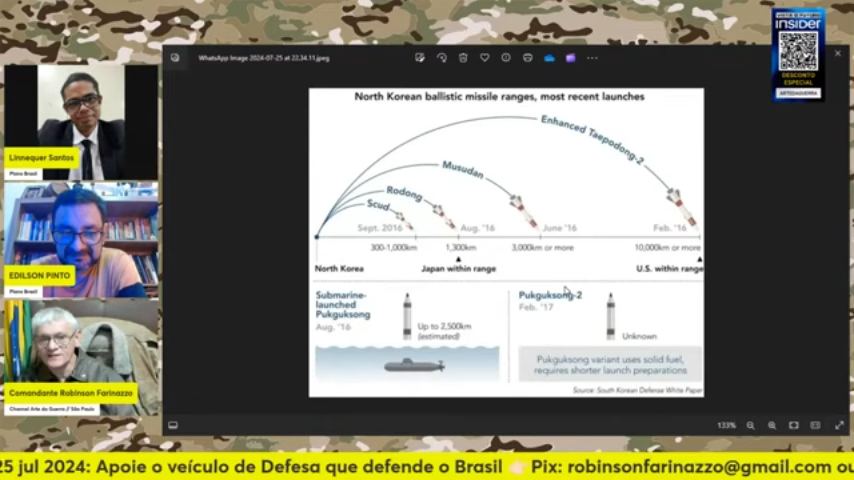 VISTA O FUTURO
insider
DESCONTO
ESPECIAL
ARTEDAGUERRA
WhatsApp Image 2024-07-25 at 22.34.11.jpeg
Linnequer Santos
Plano Brasil
EDILSON PINTO
Plano Brasil
Comandante Robinson Farinazzo
Channel Arte da Guerra // São Paulo
North Korean ballistic missile ranges, most recent launches
Enhanced Taepodong-2
Musudan
Rodong
Scud
Sept. 2016
Aug. '16
June '16
Feb. '16
300-1,000km
1,300km
3,000km or more
10,000km or more
North Korea
Japan within range
U.S. within range
Submarine-
launched
Pukguksong
Aug. '16
Up to 2,500km
(estimated)
Pukguksong-2
Feb. '17
Unknown
Pukguksong variant uses solid fuel,
requires shorter launch preparations
Source: South Korean Defense White Paper
133%
25 jul 2024: Apoie o veículo de Defesa que defende o Brasil 👉🏻 Pix: robinsonfarinazzo@gmail.com ou